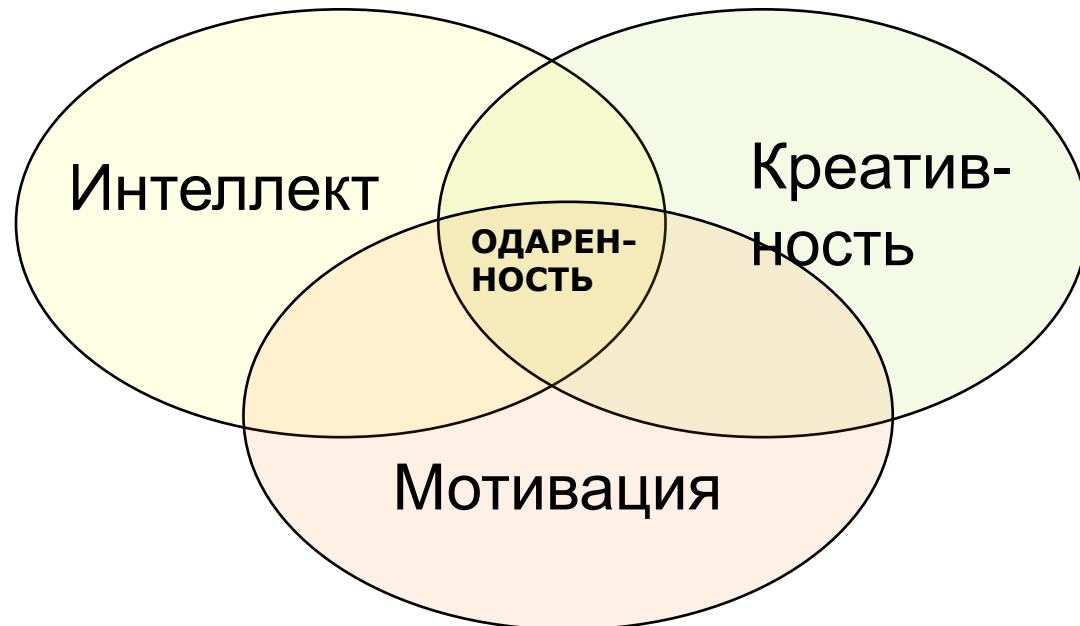 Интеллект
Креатив-
ность
ОДАРЕН-
НОСТЬ
Мотивация